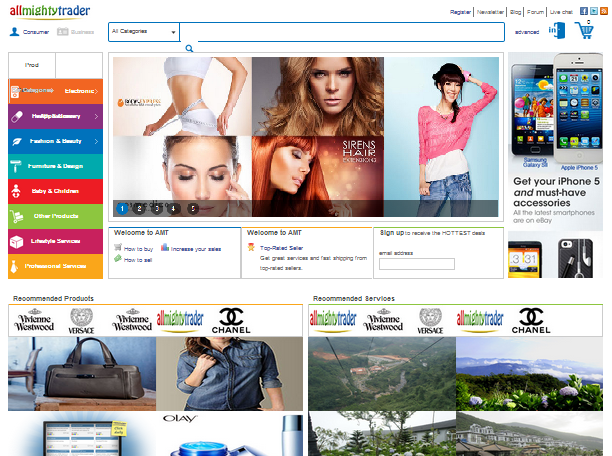 allmightytrader
Register | Newsletter | Blog | Forum | Live chat
Consumer
Business
All Categories
advanced
in
0
Prod
Categories
Electronic
Fashion & Beauty
Furniture & Design
Baby & Children
Other Products
Lifestyle Services
Professional Services
SIRENS
HAIR
EXTENSIONS
1 2 3 4 5
Samsung
Galaxy SII
Apple iPhone 5
Get your iPhone 5
and must-have
accessories
All the latest smartphones
are on eBay
Welcome to AMT
How to buy
Increase your sales
How to sell
Welcome to AMT
Top-Rated Seller
Get great services and fast shipping from
top-rated sellers.
Sign up to receive the HOTTEST deals
email address
Recommended Products
Vivienne Westwood
VERSACE
Vivienne Westwood
allmightytrader
CHANEL
Recommended Services
allmightytrader
Vivienne Westwood
VERSACE
allmightytrader
CHANEL
OLAY